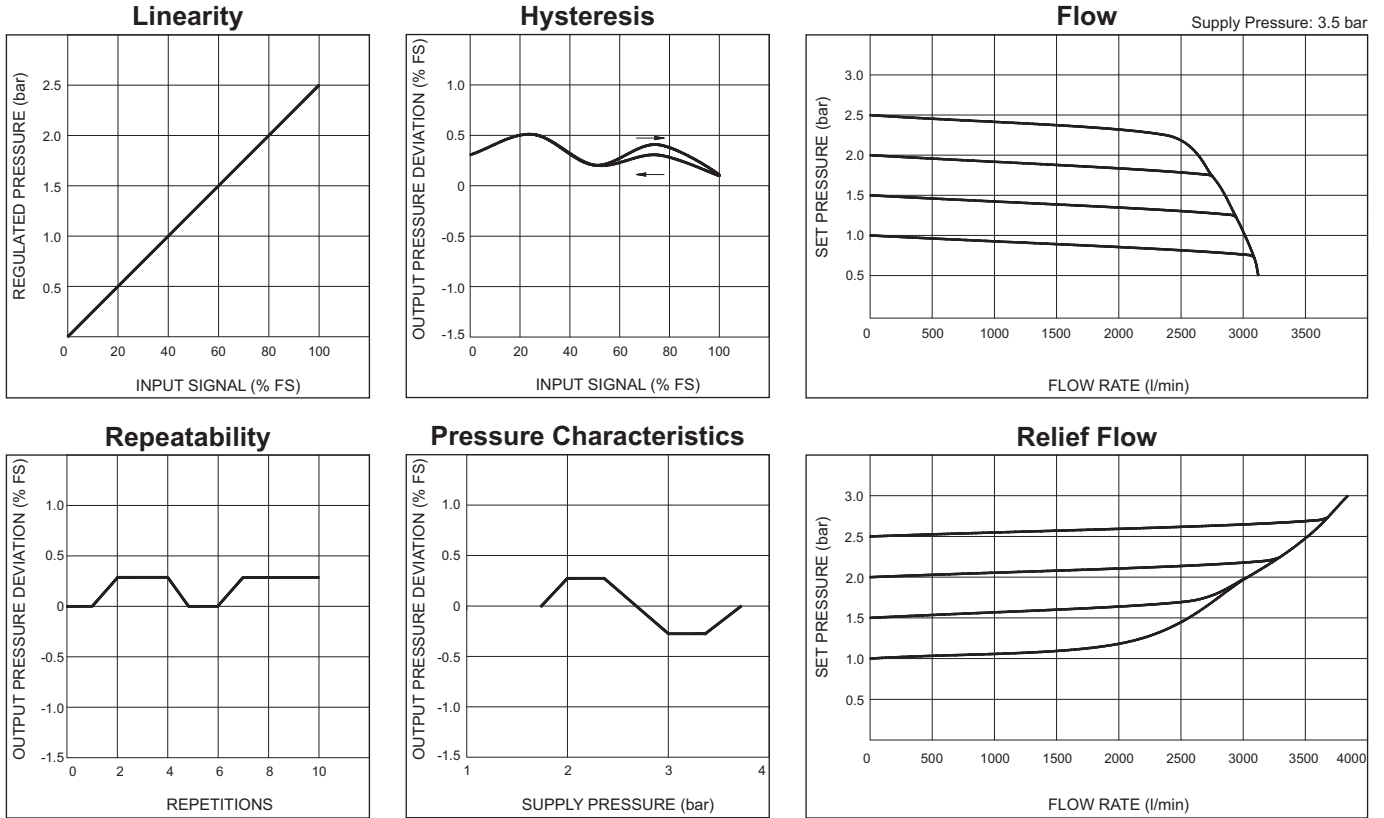 Linearity
REGULATED PRESSURE (bar)
2.5
2.0
1.5
1.0
0.5
0 20 40 60 80 100
INPUT SIGNAL (% FS)
Hysteresis
OUTPUT PRESSURE DEVIATION (% FS)
1.0
0.5
0
-0.5
-1.0
-1.5
0 20 40 60 80 100
INPUT SIGNAL (% FS)
Flow
Supply Pressure: 3.5 bar
SET PRESSURE (bar)
3.0
2.5
2.0
1.5
1.0
0.5
0 500 1000 1500 2000 2500 3000 3500
FLOW RATE (l/min)
Repeatability
OUTPUT PRESSURE DEVIATION (% FS)
1.0
0.5
0
-0.5
-1.0
-1.5
0 2 4 6 8 10
REPETITIONS
Pressure Characteristics
OUTPUT PRESSURE DEVIATION (% FS)
1.0
0.5
0
-0.5
-1.0
-1.5
1 2 3 4
SUPPLY PRESSURE (bar)
Relief Flow
SET PRESSURE (bar)
3.0
2.5
2.0
1.5
1.0
0.5
0 500 1000 1500 2000 2500 3000 3500 4000
FLOW RATE (l/min)